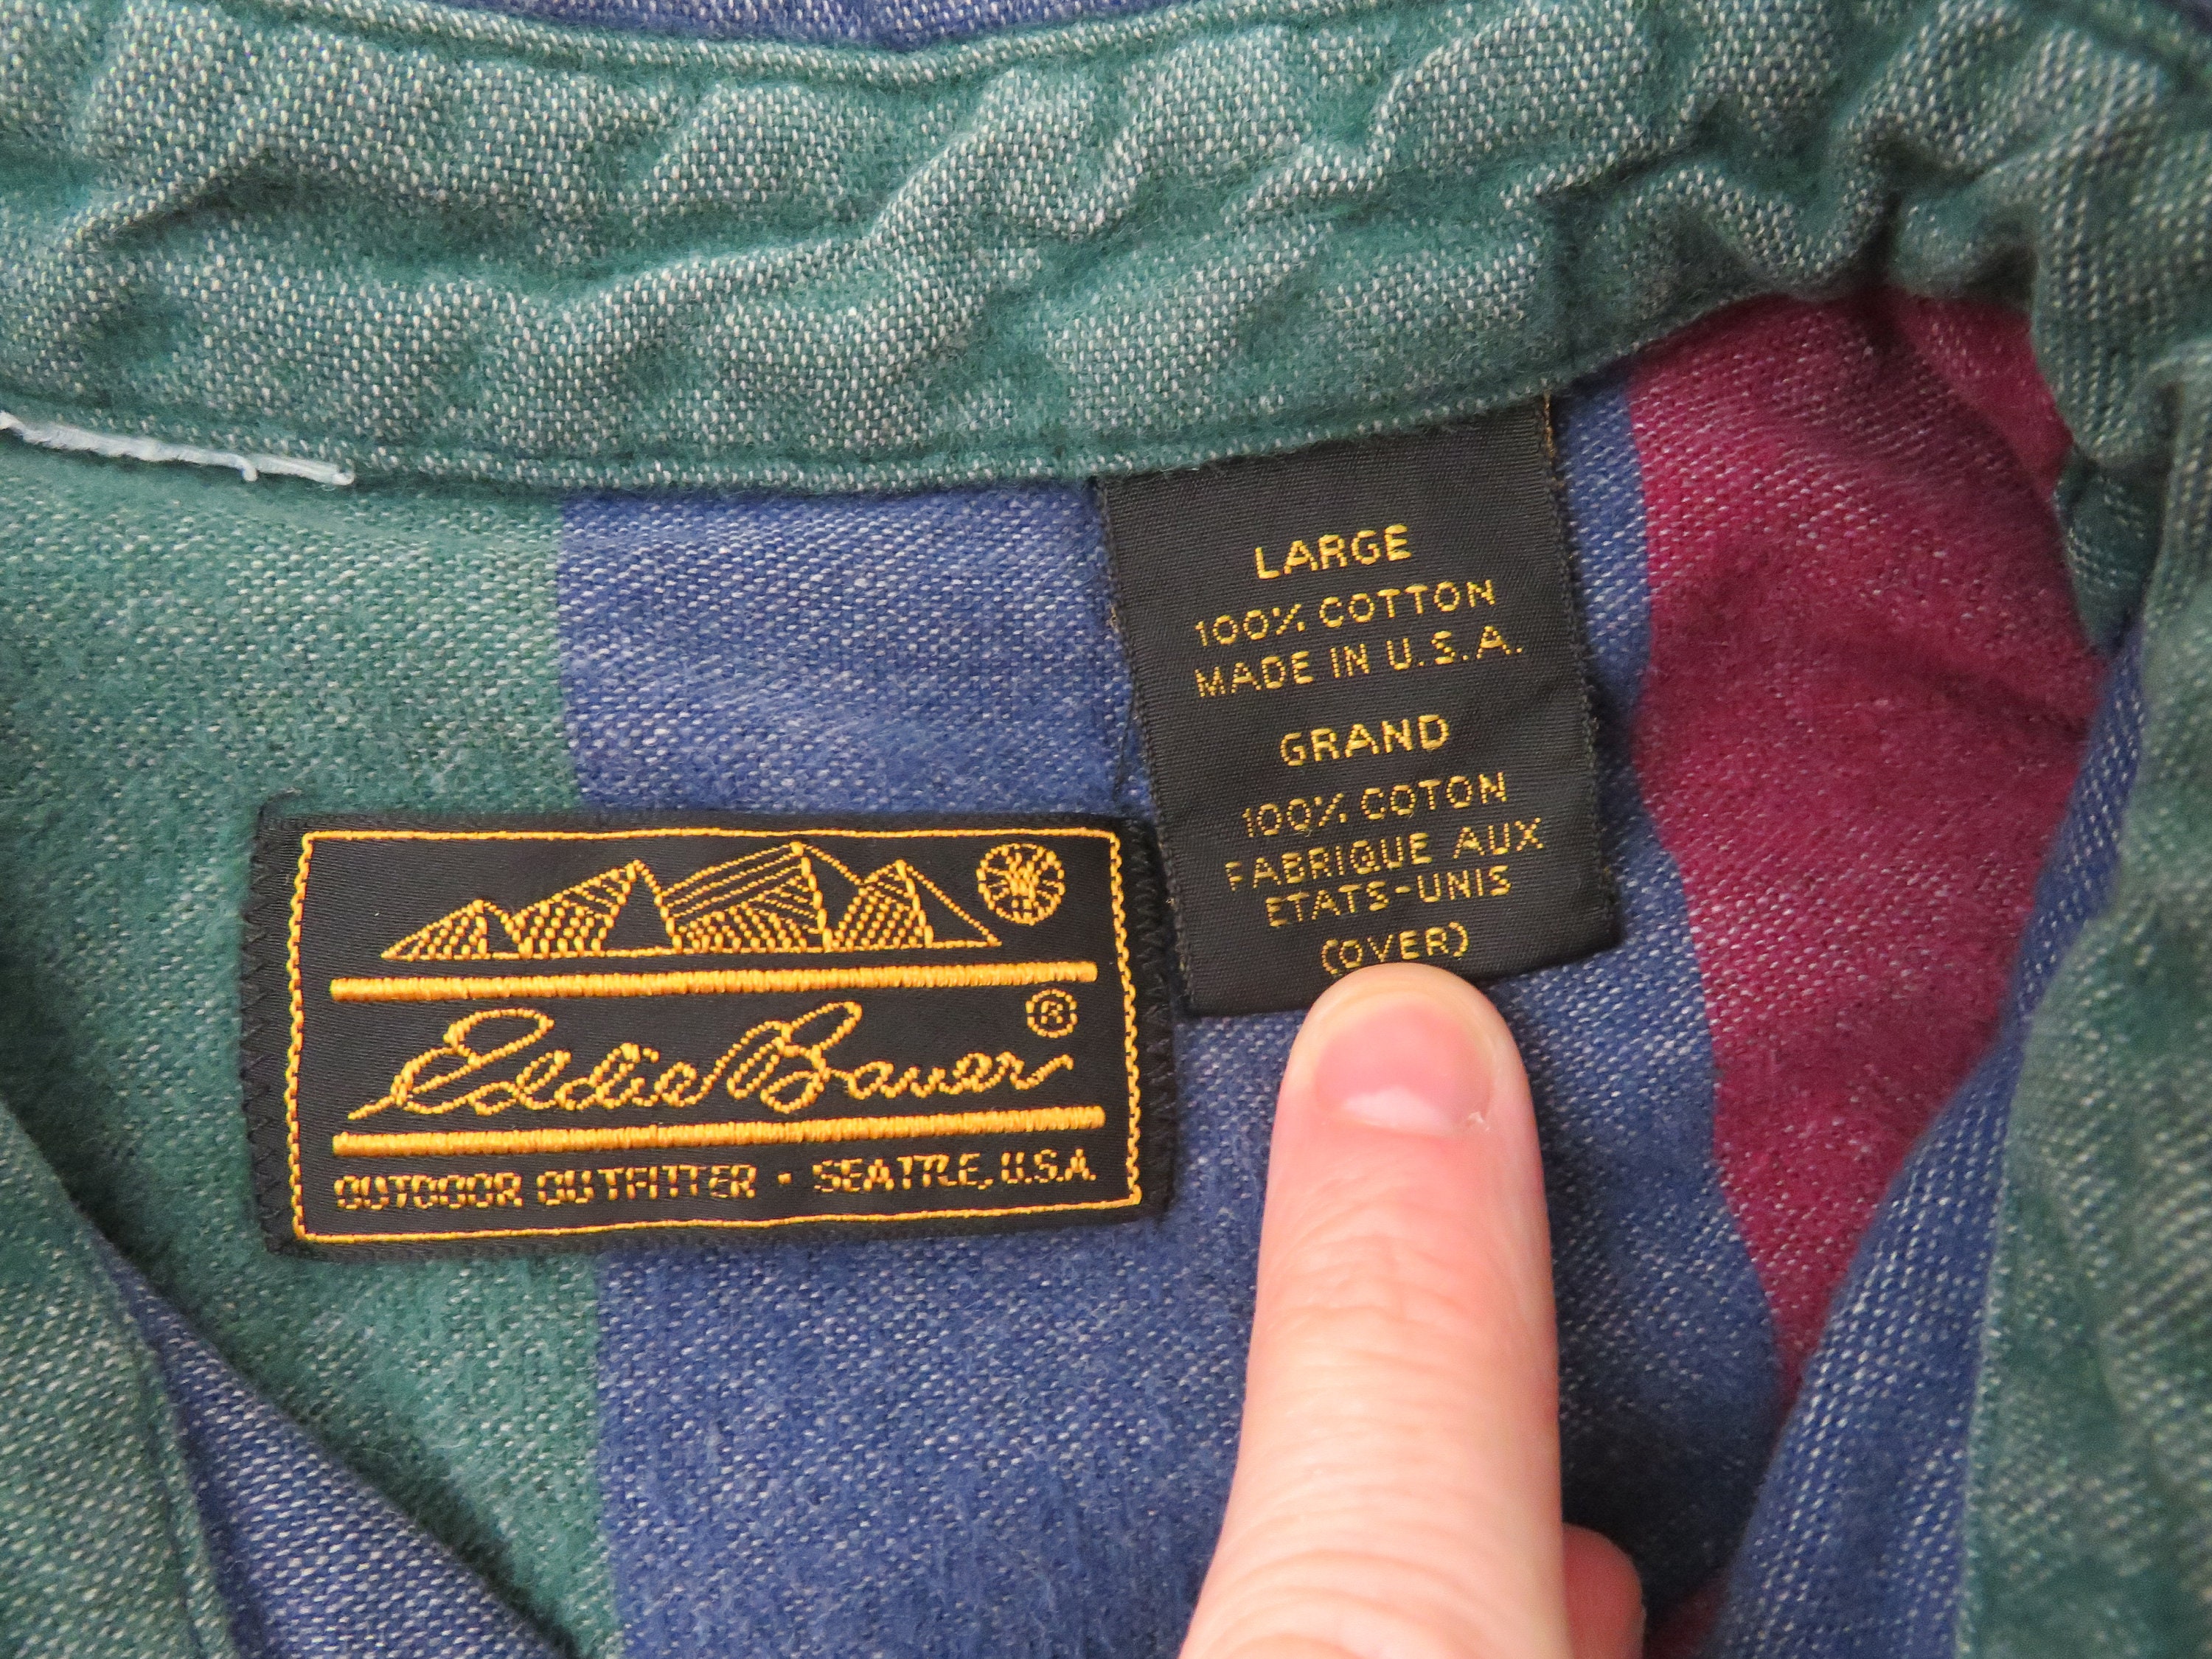 LARGE
100% COTTON
MADE IN U.S.A.
GRAND
100% COTON
FABRIQUE AUX
ETATS-UNIS
(OVER)
Eddie Bauer®
OUTDOOR OUTFITTER · SEATTLE, U.S.A.